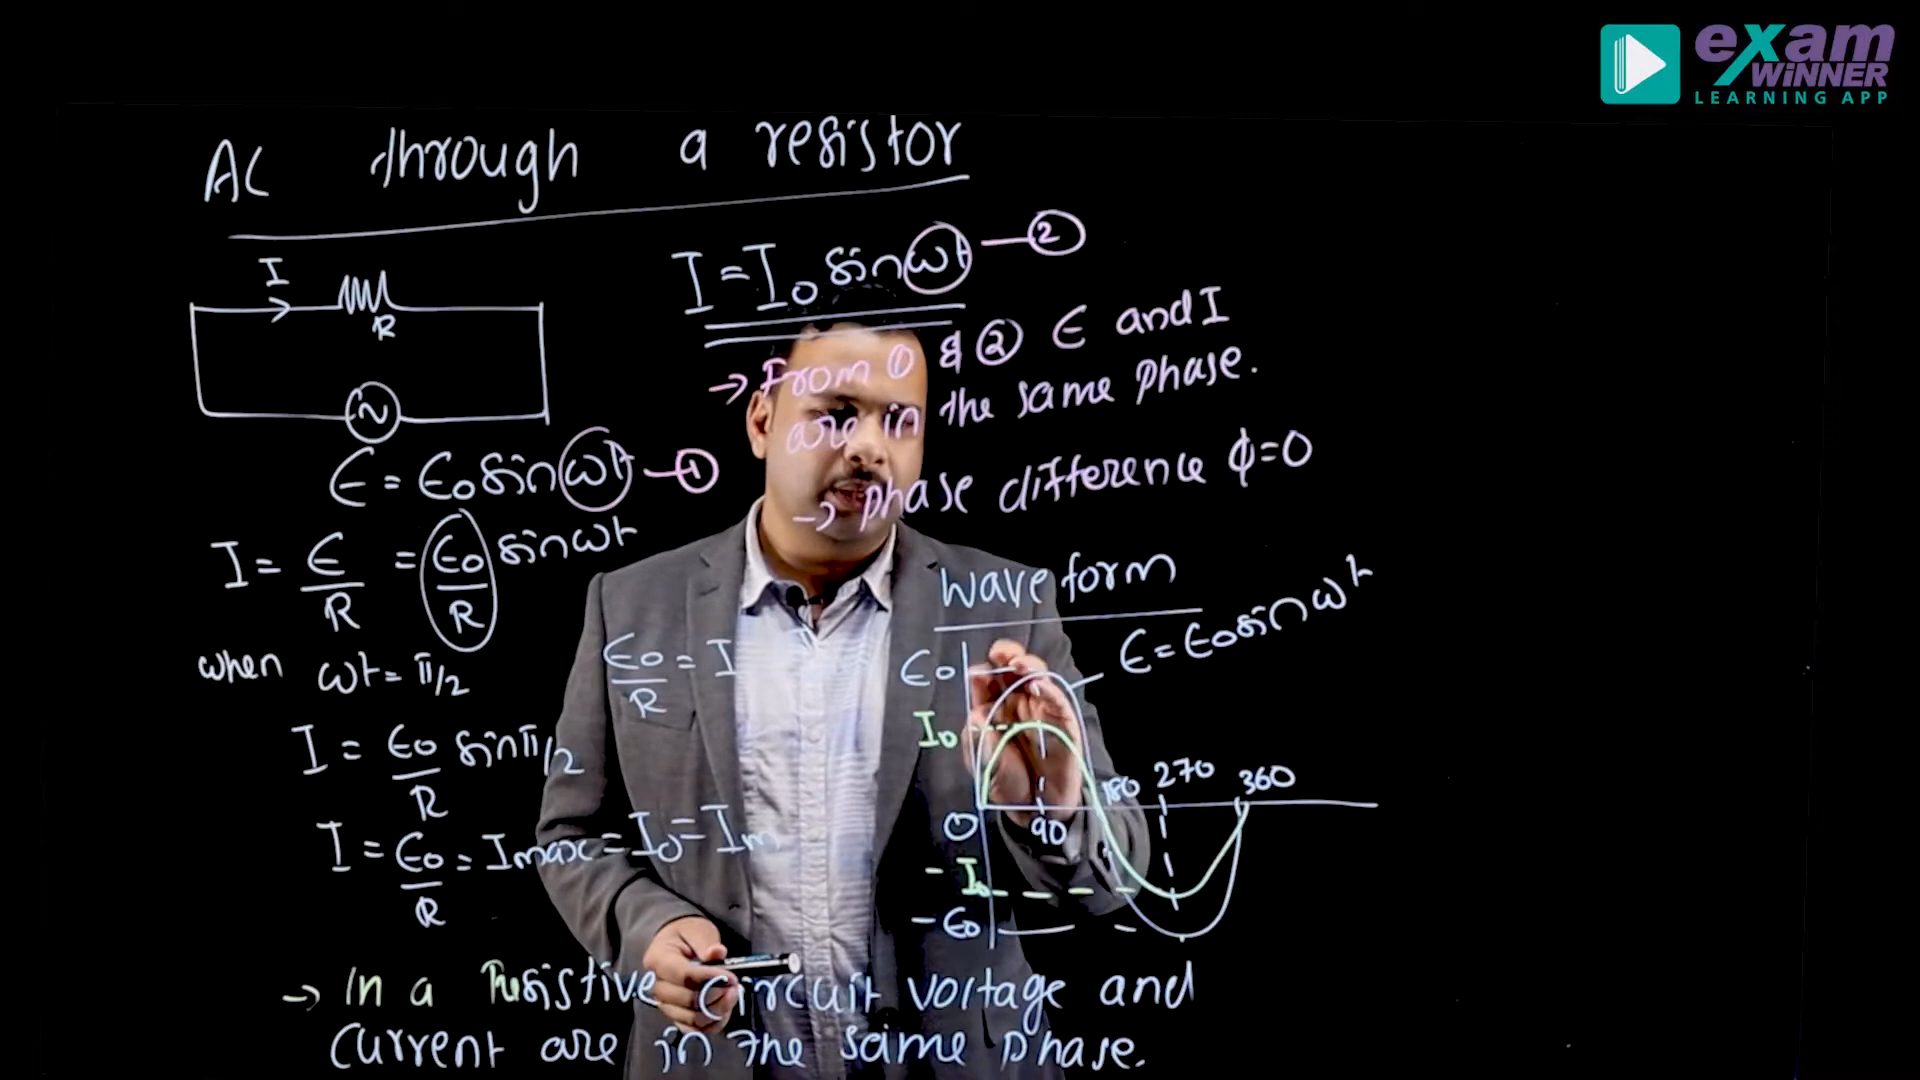 exam
WiNNER
LEARNING APP
AC through a resistor
I
R
~
ϵ = ϵ0 sin ωt — ①
I = ϵ/R = ϵ0/R sin ωt
when ωt = π/2
I = ϵ0/R sin π/2
I = ϵ0/R = Imax = I0 = Im
ϵ0/R = I
I = I0 sin ωt — ②
→ From ① & ② ϵ and I
are in the same phase.
→ phase difference ϕ = 0
wave form
ϵ = ϵ0 sin ωt
ϵ0
I0
0 90 180 270 360
- I0
- ϵ0
→ In a Resistive circuit voltage and
current are in the same phase.